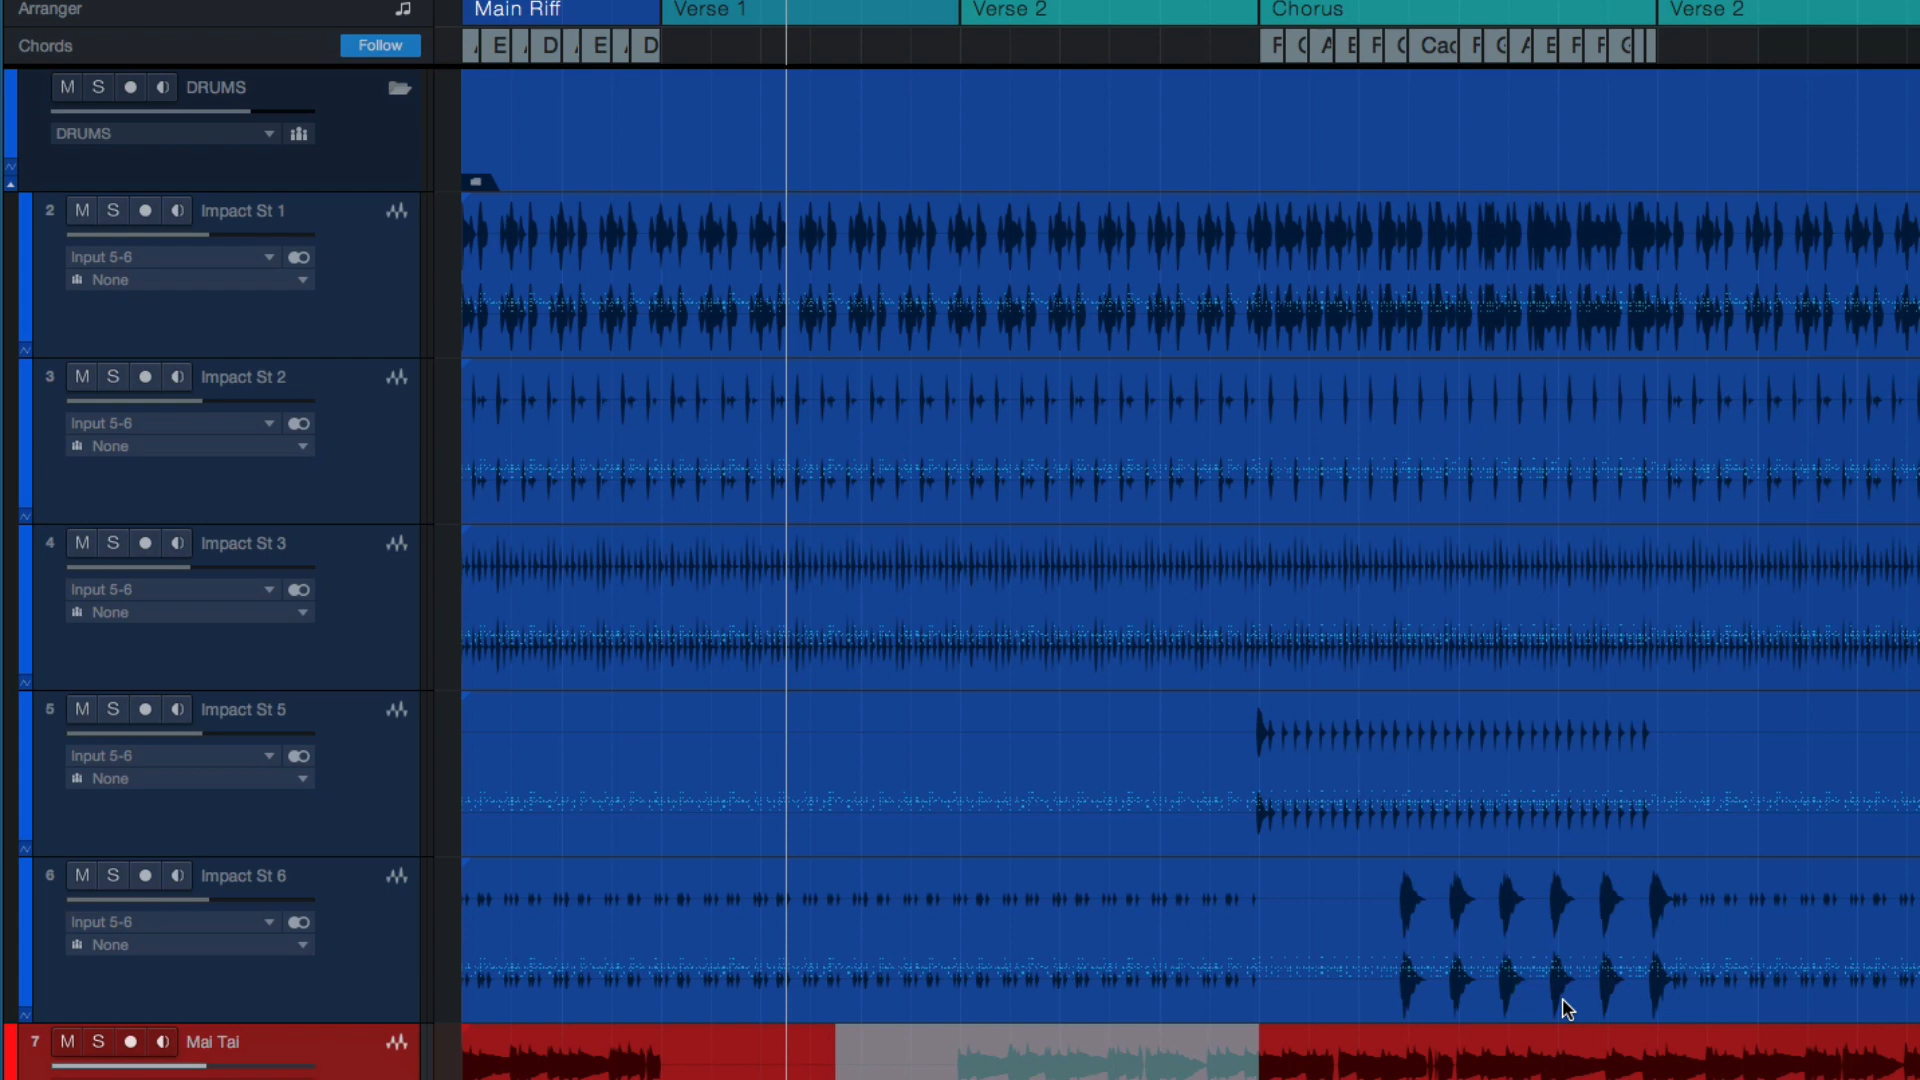 Arranger
Main Riff
Verse 1
Verse 2
Chorus
Verse 2
Chords
Follow
E
D
E
D
F
C
A
E
F
C
Cac
F
G
A
E
F
F
G
M S
DRUMS
DRUMS
2
M S
Impact St 1
Input 5-6
None
3
M S
Impact St 2
Input 5-6
None
4
M S
Impact St 3
Input 5-6
None
5
M S
Impact St 5
Input 5-6
None
6
M S
Impact St 6
Input 5-6
None
7
M S
Mai Tai